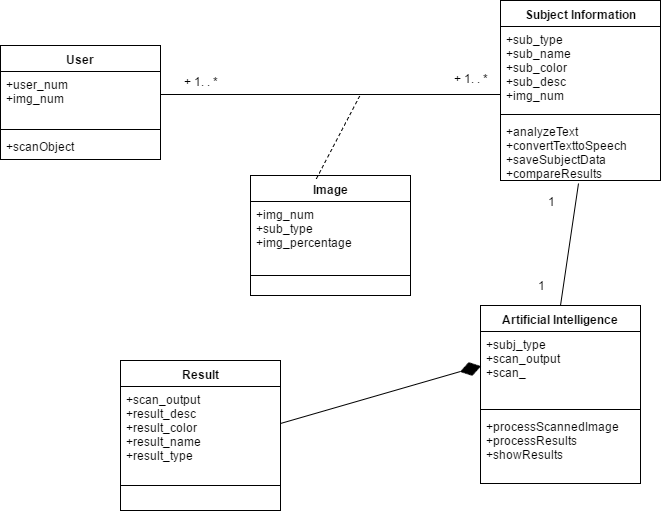 Subject Information
+sub_type
+sub_name
+sub_color
+sub_desc
+img_num
+analyzeText
+convertTexttoSpeech
+saveSubjectData
+compareResults
User
+user_num
+img_num
+scanObject
+ 1. . *
+ 1. . *
Image
+img_num
+sub_type
+img_percentage
1
1
Artificial Intelligence
+subj_type
+scan_output
+scan_
+processScannedImage
+processResults
+showResults
Result
+scan_output
+result_desc
+result_color
+result_name
+result_type